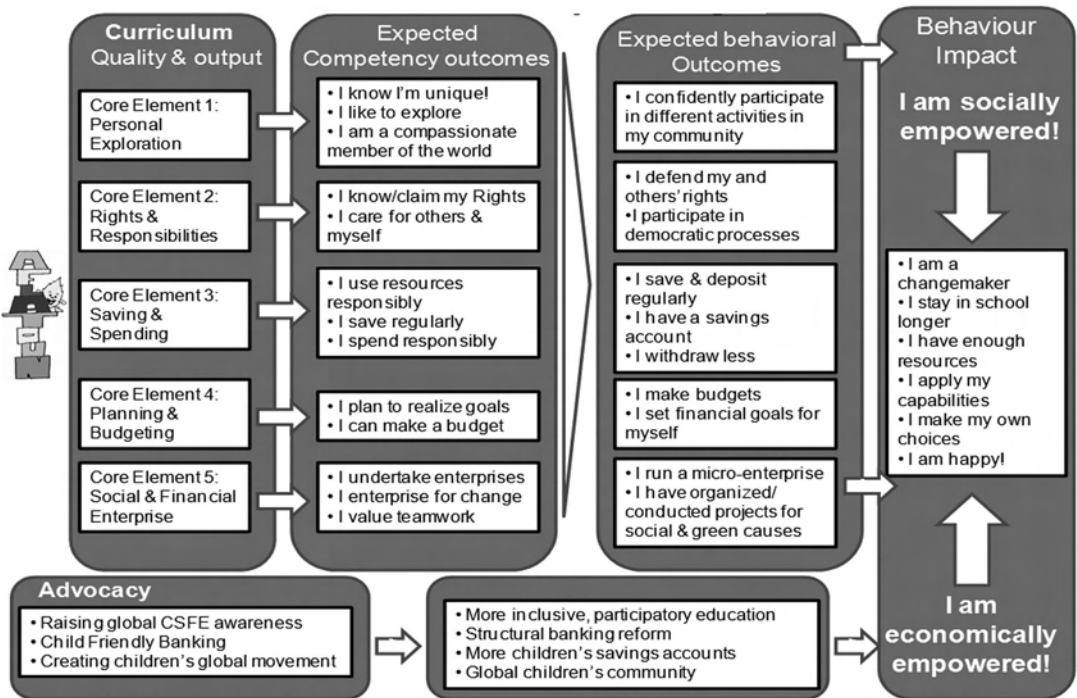 Curriculum
Quality & output
Core Element 1:
Personal
Exploration
Core Element 2:
Rights &
Responsibilities
Core Element 3:
Saving &
Spending
Core Element 4:
Planning &
Budgeting
Core Element 5:
Social & Financial
Enterprise
Expected
Competency outcomes
• I know I'm unique!
• I like to explore
• I am a compassionate
member of the world
• I know/claim my Rights
• I care for others &
myself
• I use resources
responsibly
• I save regularly
• I spend responsibly
• I plan to realize goals
• I can make a budget
• I undertake enterprises
• I enterprise for change
• I value teamwork
Expected behavioral
Outcomes
• I confidently participate
in different activities in
my community
• I defend my and
others' rights
• I participate in
democratic processes
• I save & deposit
regularly
• I have a savings
account
• I withdraw less
• I make budgets
• I set financial goals for
myself
• I run a micro-enterprise
• I have organized/
conducted projects for
social & green causes
Behaviour
Impact
I am socially
empowered!
• I am a
changemaker
• I stay in school
longer
• I have enough
resources
• I apply my
capabilities
• I make my own
choices
• I am happy!
I am
economically
empowered!
Advocacy
• Raising global CSFE awareness
• Child Friendly Banking
• Creating children's global movement
• More inclusive, participatory education
• Structural banking reform
• More children's savings accounts
• Global children's community